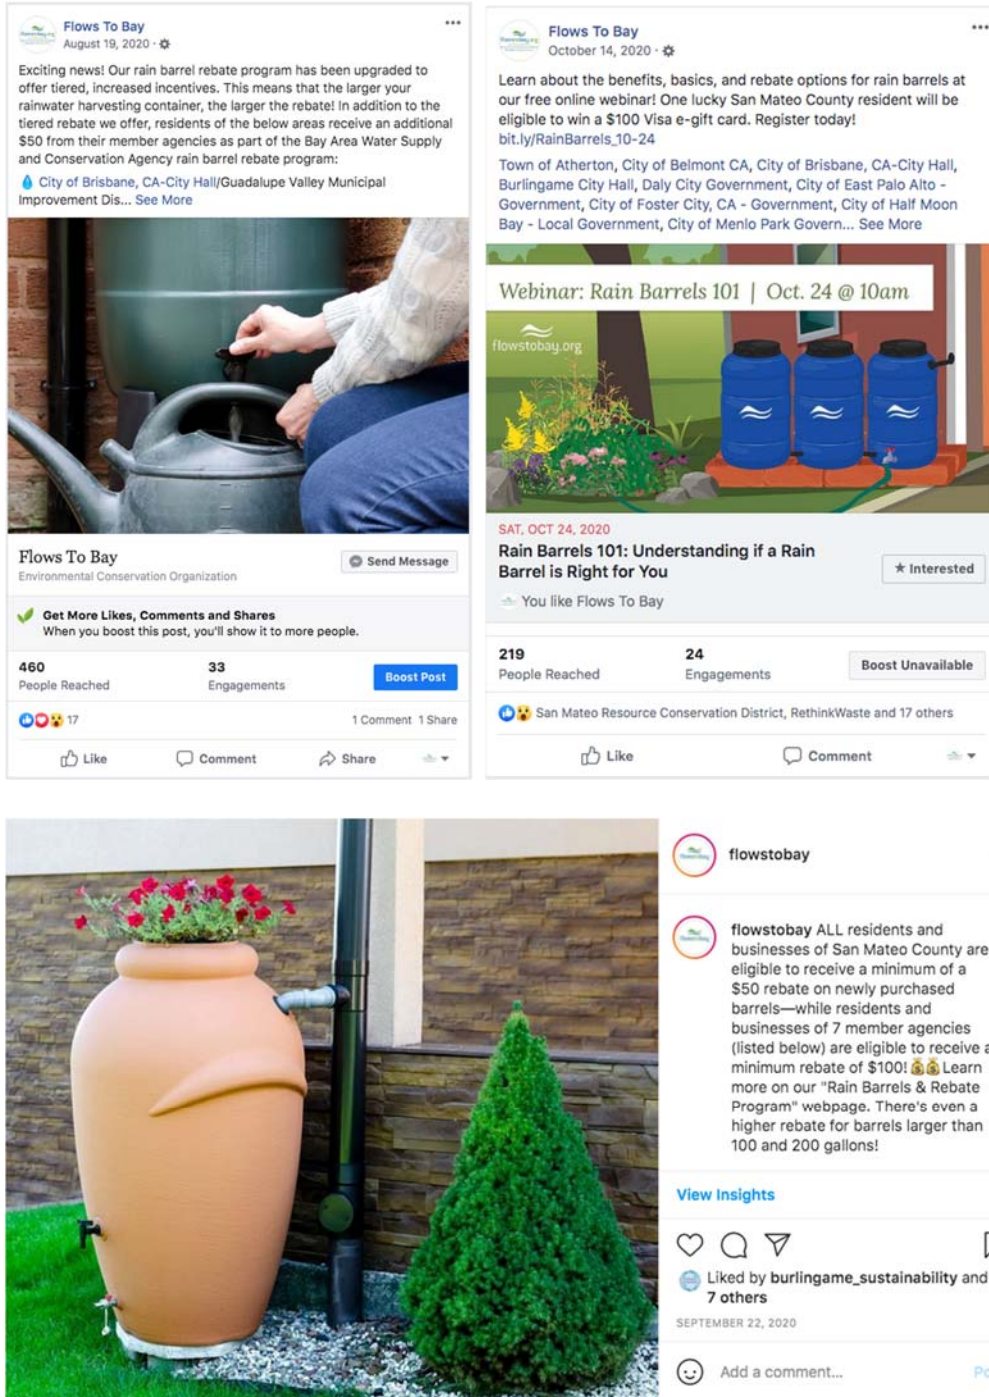 Flows To Bay
August 19, 2020 ·
Exciting news! Our rain barrel rebate program has been upgraded to
offer tiered, increased incentives. This means that the larger your
rainwater harvesting container, the larger the rebate! In addition to the
tiered rebate we offer, residents of the below areas receive an additional
$50 from their member agencies as part of the Bay Area Water Supply
and Conservation Agency rain barrel rebate program:
💧 City of Brisbane, CA-City Hall/Guadalupe Valley Municipal
Improvement Dis... See More
Flows To Bay
Environmental Conservation Organization
Send Message
Get More Likes, Comments and Shares
When you boost this post, you'll show it to more people.
460
People Reached
33
Engagements
Boost Post
17
1 Comment 1 Share
Like
Comment
Share
Flows To Bay
October 14, 2020 ·
Learn about the benefits, basics, and rebate options for rain barrels at
our free online webinar! One lucky San Mateo County resident will be
eligible to win a $100 Visa e-gift card. Register today!
bit.ly/RainBarrels_10-24
Town of Atherton, City of Belmont CA, City of Brisbane, CA-City Hall,
Burlingame City Hall, Daly City Government, City of East Palo Alto -
Government, City of Foster City, CA - Government, City of Half Moon
Bay - Local Government, City of Menlo Park Govern... See More
Webinar: Rain Barrels 101 | Oct. 24 @ 10am
flowstobay.org
SAT, OCT 24, 2020
Rain Barrels 101: Understanding if a Rain
Barrel is Right for You
★ Interested
You like Flows To Bay
219
People Reached
24
Engagements
Boost Unavailable
San Mateo Resource Conservation District, RethinkWaste and 17 others
Like
Comment
flowstobay
flowstobay ALL residents and
businesses of San Mateo County are
eligible to receive a minimum of a
$50 rebate on newly purchased
barrels—while residents and
businesses of 7 member agencies
(listed below) are eligible to receive a
minimum rebate of $100!💰💰Learn
more on our "Rain Barrels & Rebate
Program" webpage. There's even a
higher rebate for barrels larger than
100 and 200 gallons!
View Insights
Liked by burlingame_sustainability and
7 others
SEPTEMBER 22, 2020
Add a comment...